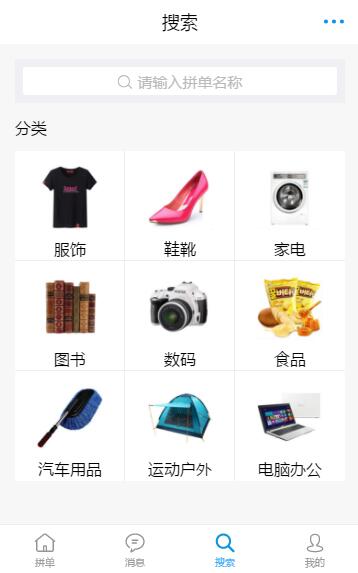 搜索
请输入拼单名称
分类
服饰
鞋靴
家电
图书
数码
食品
汽车用品
运动户外
电脑办公
拼单
消息
搜索
我的